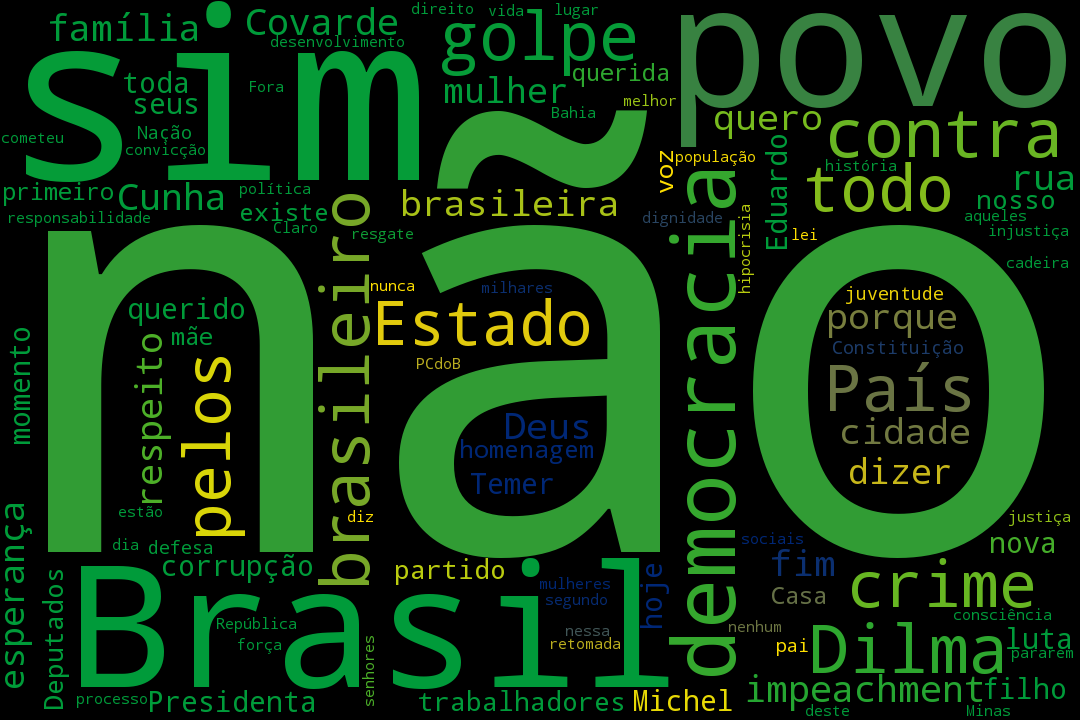 direito
vida
lugar
família
Covarde
desenvolvimento
golpe
povo
sim
toda
Fora
querida
seus
mulher
melhor
Bahia
quero
contra
cometeu
Nação
convicção
voz
população
história
primeiro
Cunha
política
brasileira
Eduardo
todo
rua
nosso
responsabilidade
existe
Claro
resgate
dignidade
hipocrisia
lei
aqueles
injustiça
não
brasileiro
democracia
cadeira
nunca
milhares
juventude
querido
mãe
Estado
porque
Constituição
momento
respeito
pelos
PCdoB
País
Deus
cidade
homenagem
dizer
Temer
estão
diz
justiça
dia
defesa
sociais
nova
esperança
corrupção
partido
fim
crime
Deputados
Brasil
mulheres
segundo
hoje
Casa
consciência
República
nessa
nenhum
força
retomada
pai
Dilma
luta
pararem
senhores
processo
Presidenta
trabalhadores
Michel
impeachment
filho
deste
Minas